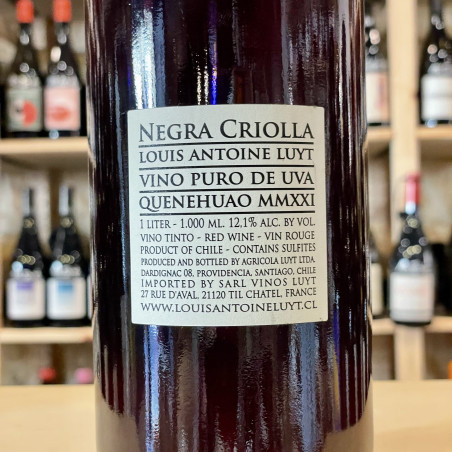 NEGRA CRIOLLA
LOUIS ANTOINE LUYT
VINO PURO DE UVA
QUENEHUAO MMXXI
1 LITER - 1.000 ML. 12,1% ALC. BY VOL.
VINO TINTO - RED WINE - VIN ROUGE
PRODUCT OF CHILE - CONTAINS SULFITES
PRODUCED AND BOTTLED BY AGRICOLA LUYT LTDA.
DARDIGNAC 08, PROVIDENCIA, SANTIAGO, CHILE
IMPORTED BY SARL VINOS LUYT
27 RUE D'AVAL, 21120 TIL CHATEL, FRANCE
WWW.LOUISANTOINELUYT.CL